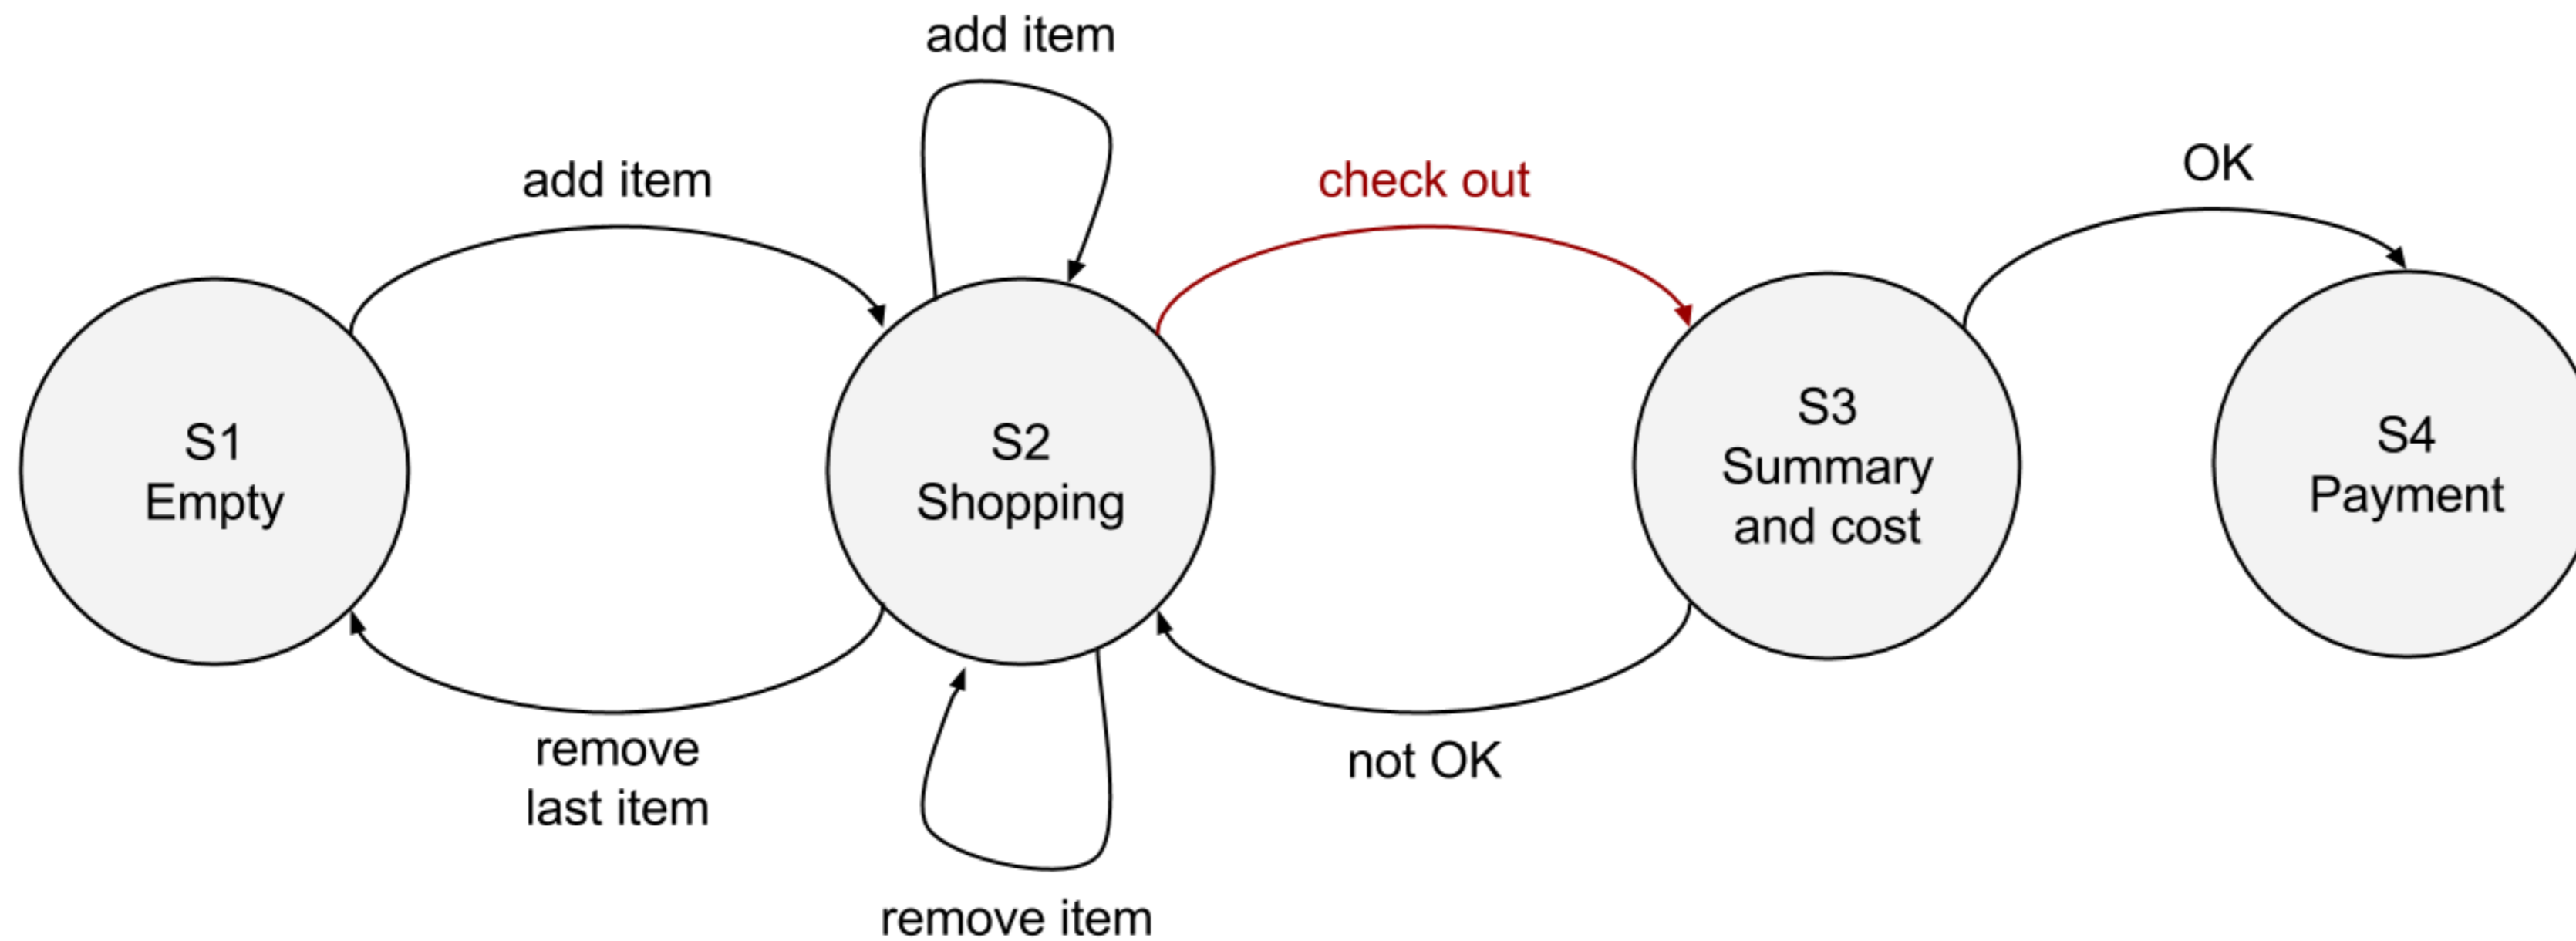 add item
add item
check out
OK
S1
Empty
S2
Shopping
S3
Summary
and cost
S4
Payment
remove
last item
not OK
remove item